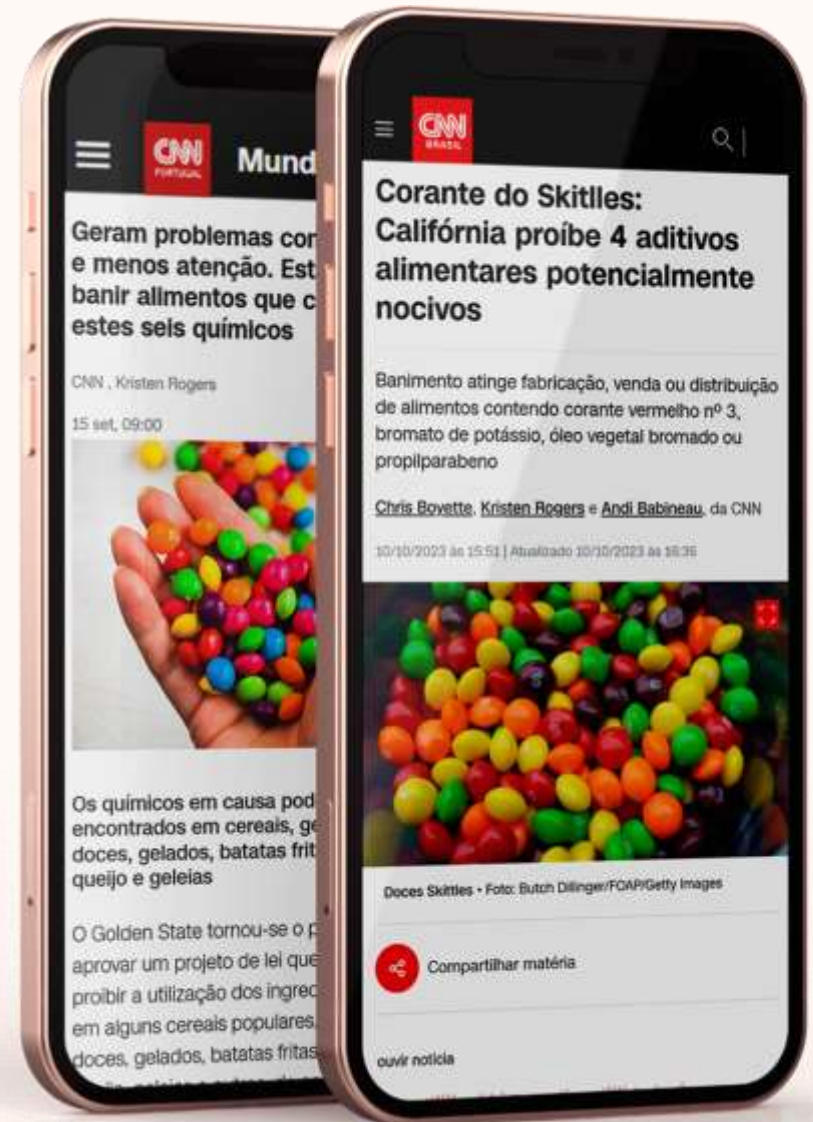 CNN
PORTUGAL
Mund
Geram problemas con
e menos atenção. Est
banir alimentos que c
estes seis químicos
CNN , Kristen Rogers
15 set, 09:00
Os químicos em causa pod
encontrados em cereais, ge
doces, gelados, batatas frit
queijo e geleias
O Golden State tornou-se o p
aprovar um projeto de lei que
proibir a utilização dos ingred
em alguns cereais populares,
doces, gelados, batatas fritas
CNN
BRASIL
Corante do Skitlles:
Califórnia proíbe 4 aditivos
alimentares potencialmente
nocivos
Banimento atinge fabricação, venda ou distribuição
de alimentos contendo corante vermelho nº 3,
bromato de potássio, óleo vegetal bromado ou
propilparabeno
Chris Boyette, Kristen Rogers e Andi Babineau, da CNN
10/10/2023 às 15:51 | Atualizado 10/10/2023 às 16:36
Doces Skittles • Foto: Butch Dillinger/FOAP/Getty Images
Compartilhar matéria
ouvir notícia